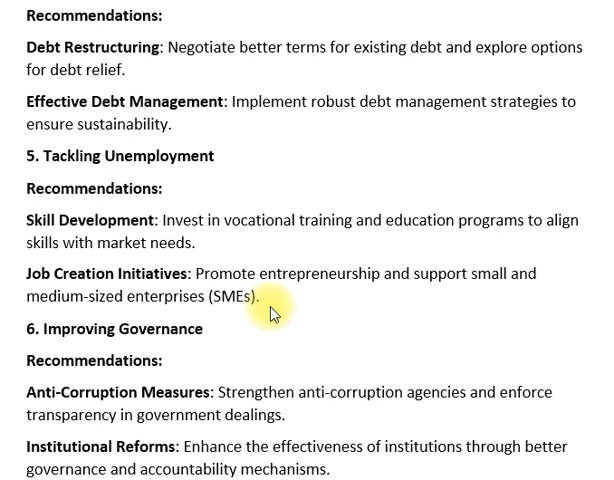 Recommendations:
Debt Restructuring: Negotiate better terms for existing debt and explore options
for debt relief.
Effective Debt Management: Implement robust debt management strategies to
ensure sustainability.
5. Tackling Unemployment
Recommendations:
Skill Development: Invest in vocational training and education programs to align
skills with market needs.
Job Creation Initiatives: Promote entrepreneurship and support small and
medium-sized enterprises (SMEs).
6. Improving Governance
Recommendations:
Anti-Corruption Measures: Strengthen anti-corruption agencies and enforce
transparency in government dealings.
Institutional Reforms: Enhance the effectiveness of institutions through better
governance and accountability mechanisms.